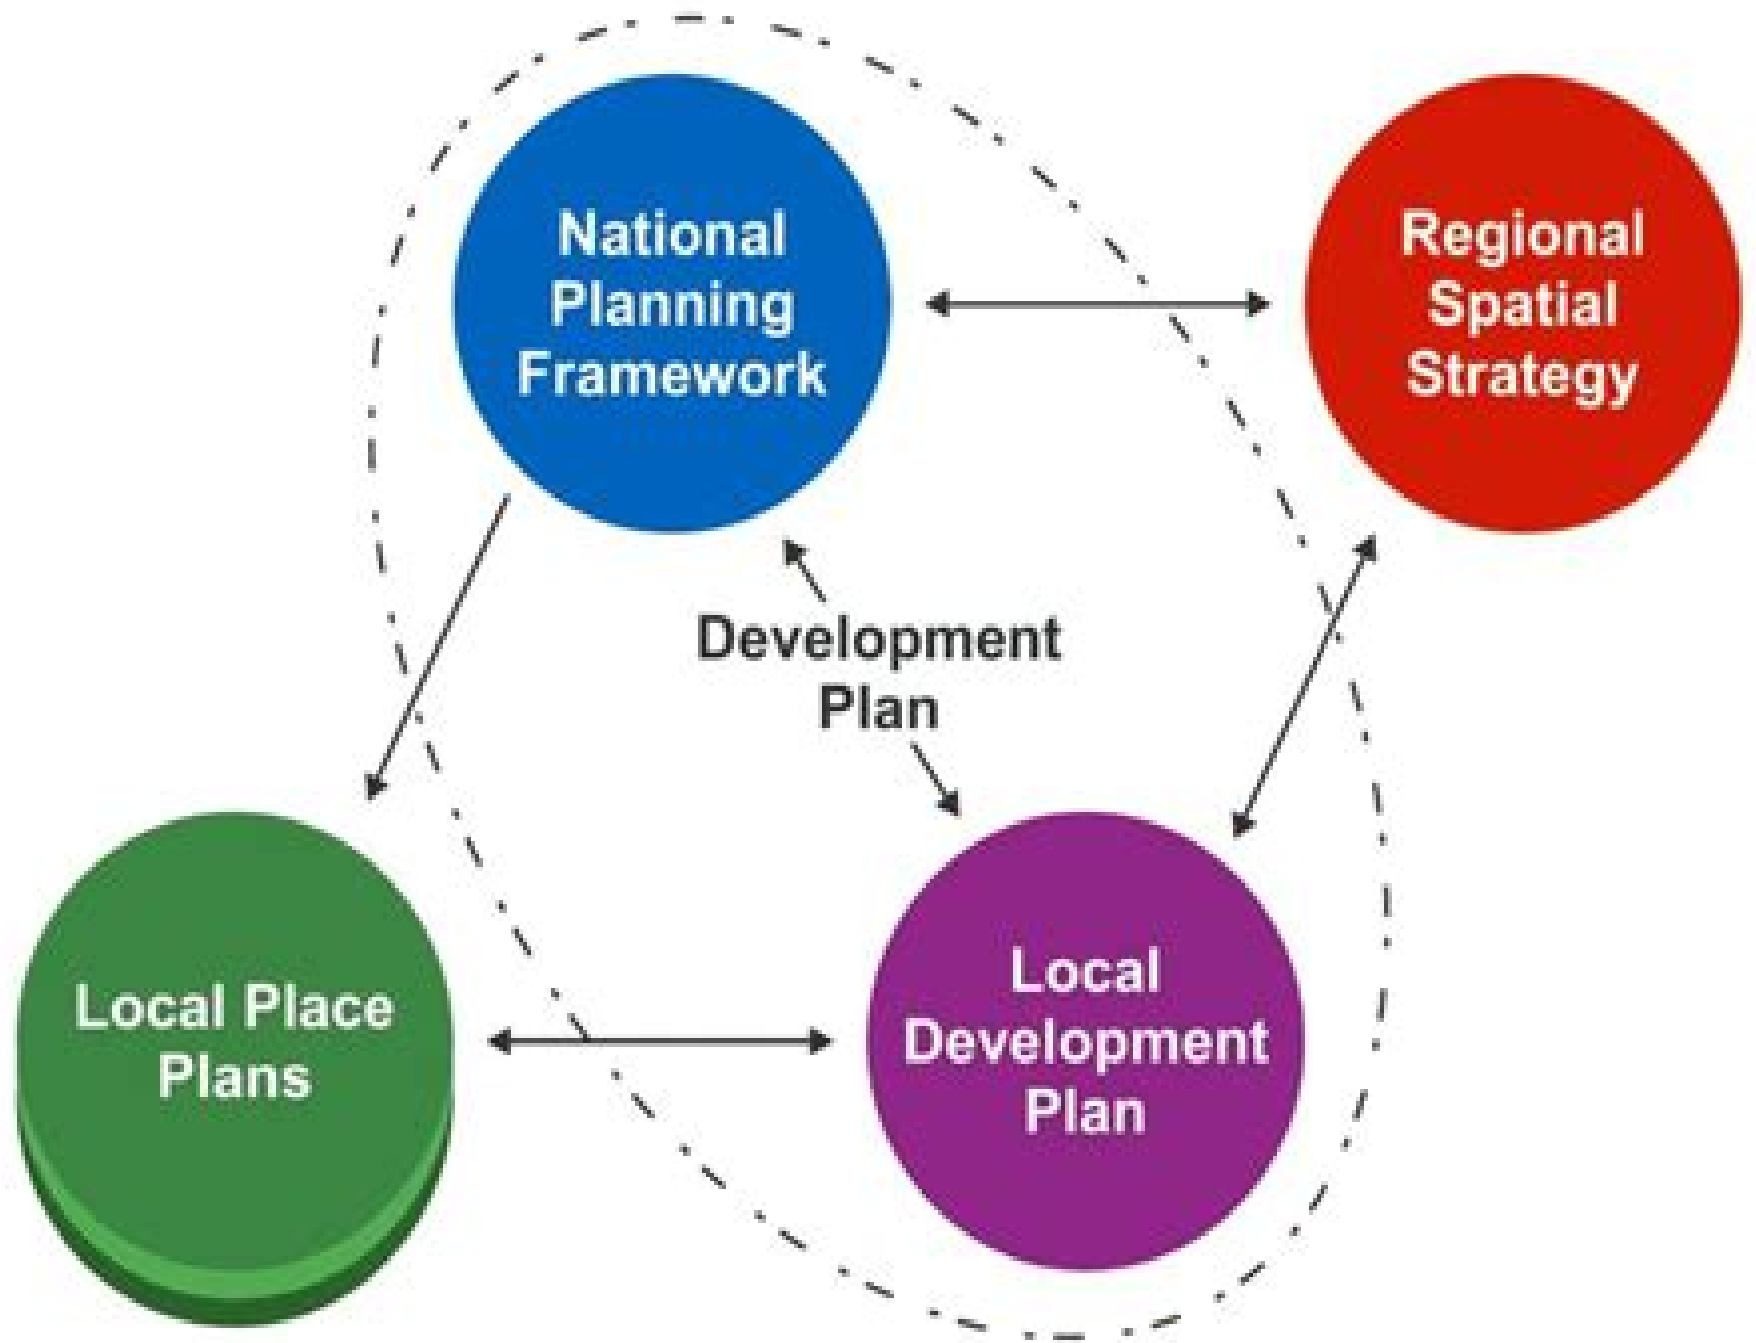 National
Planning
Framework
Regional
Spatial
Strategy
Development
Plan
Local Place
Plans
Local
Development
Plan